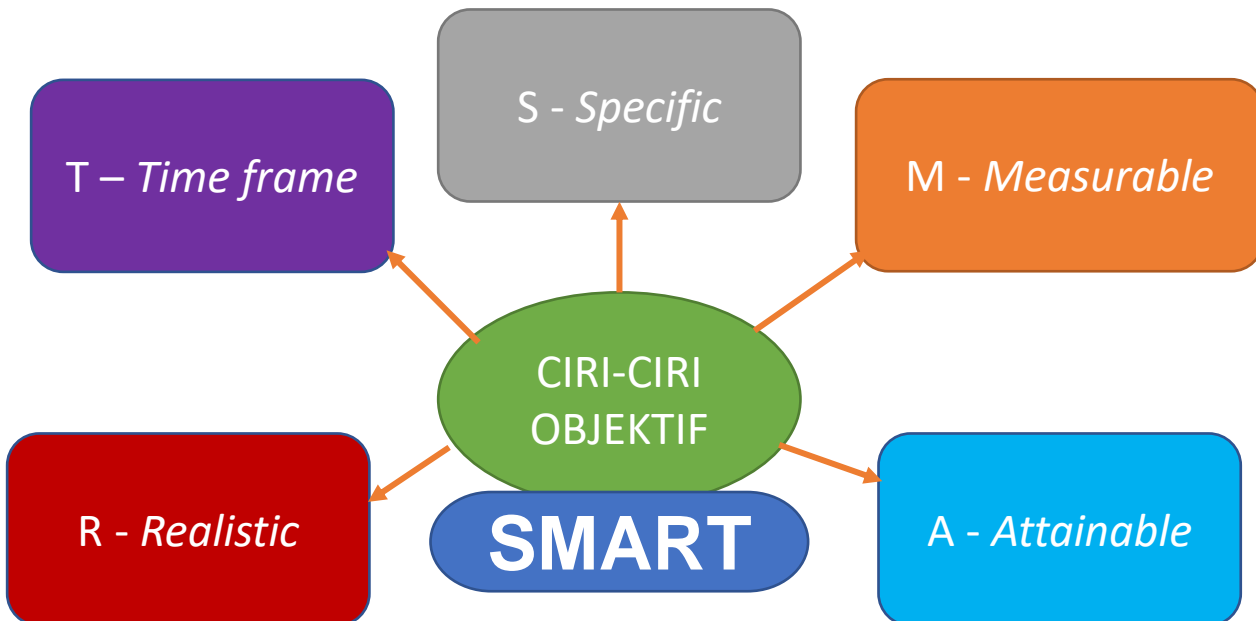 S - Specific
T – Time frame
M - Measurable
CIRI-CIRI
OBJEKTIF
R - Realistic
SMART
A - Attainable